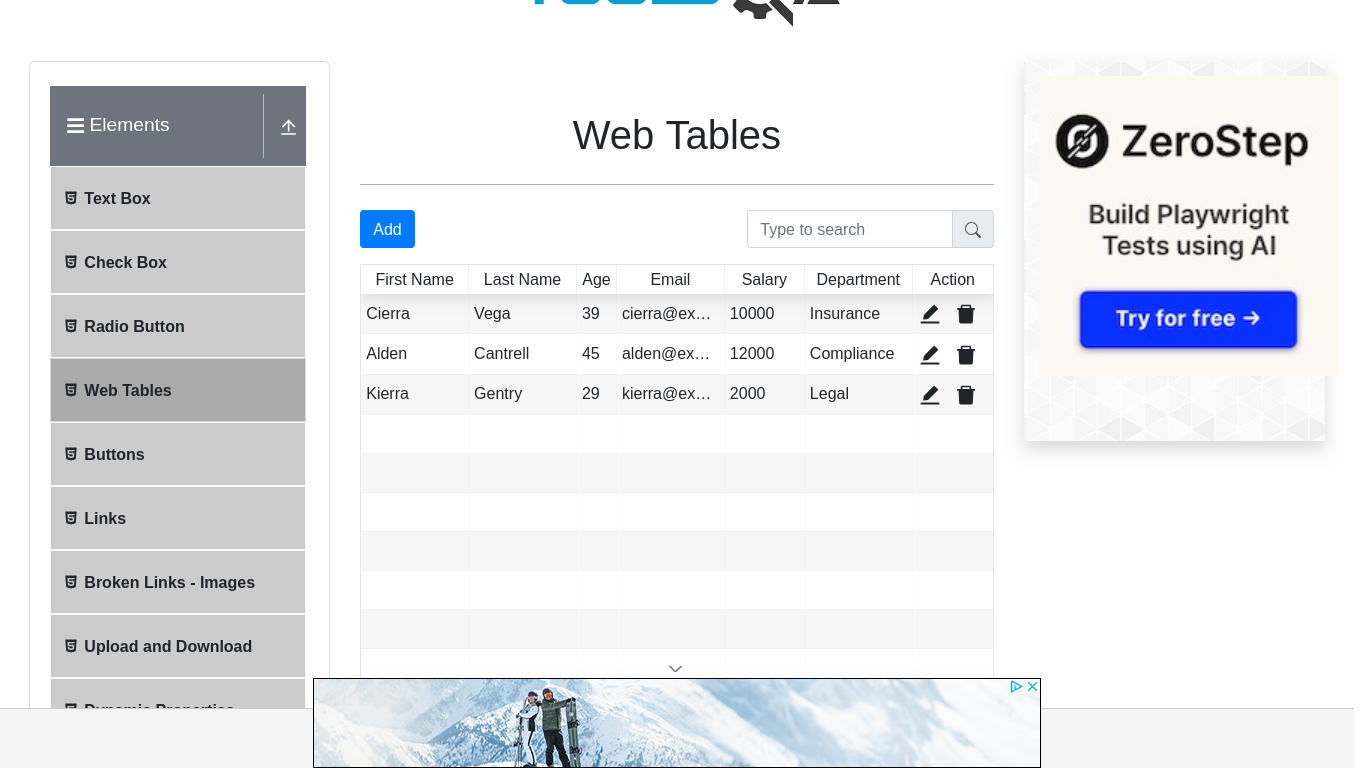 Elements
Text Box
Check Box
Radio Button
Web Tables
Buttons
Links
Broken Links - Images
Upload and Download
Web Tables
Add
Type to search
First Name Last Name Age Email Salary Department Action
Cierra Vega 39 cierra@ex… 10000 Insurance
Alden Cantrell 45 alden@ex… 12000 Compliance
Kierra Gentry 29 kierra@ex… 2000 Legal
ZeroStep
Build Playwright
Tests using AI
Try for free →